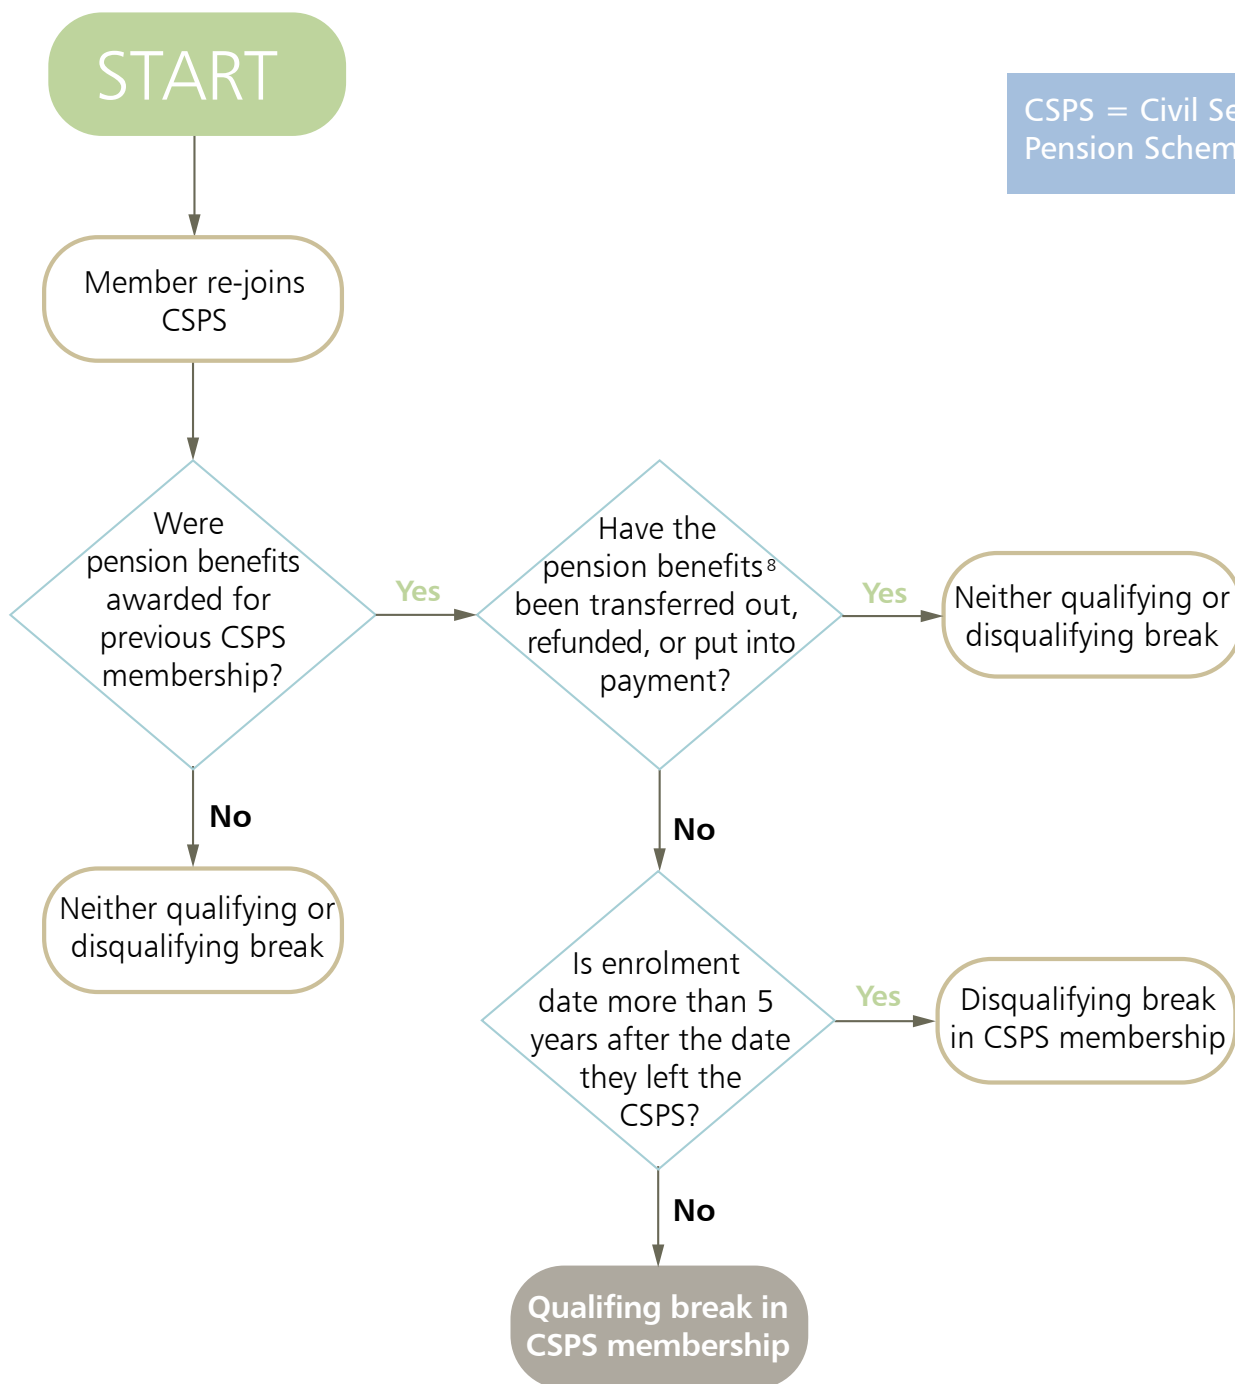 START
CSPS = Civil Se
Pension Schem
Member re-joins
CSPS
Were
pension benefits
awarded for
previous CSPS
membership?
Yes
Have the
pension benefits⁸
been transferred out,
refunded, or put into
payment?
Yes
Neither qualifying or
disqualifying break
No
Neither qualifying or
disqualifying break
No
Is enrolment
date more than 5
years after the date
they left the
CSPS?
Yes
Disqualifying break
in CSPS membership
No
Qualifing break in
CSPS membership